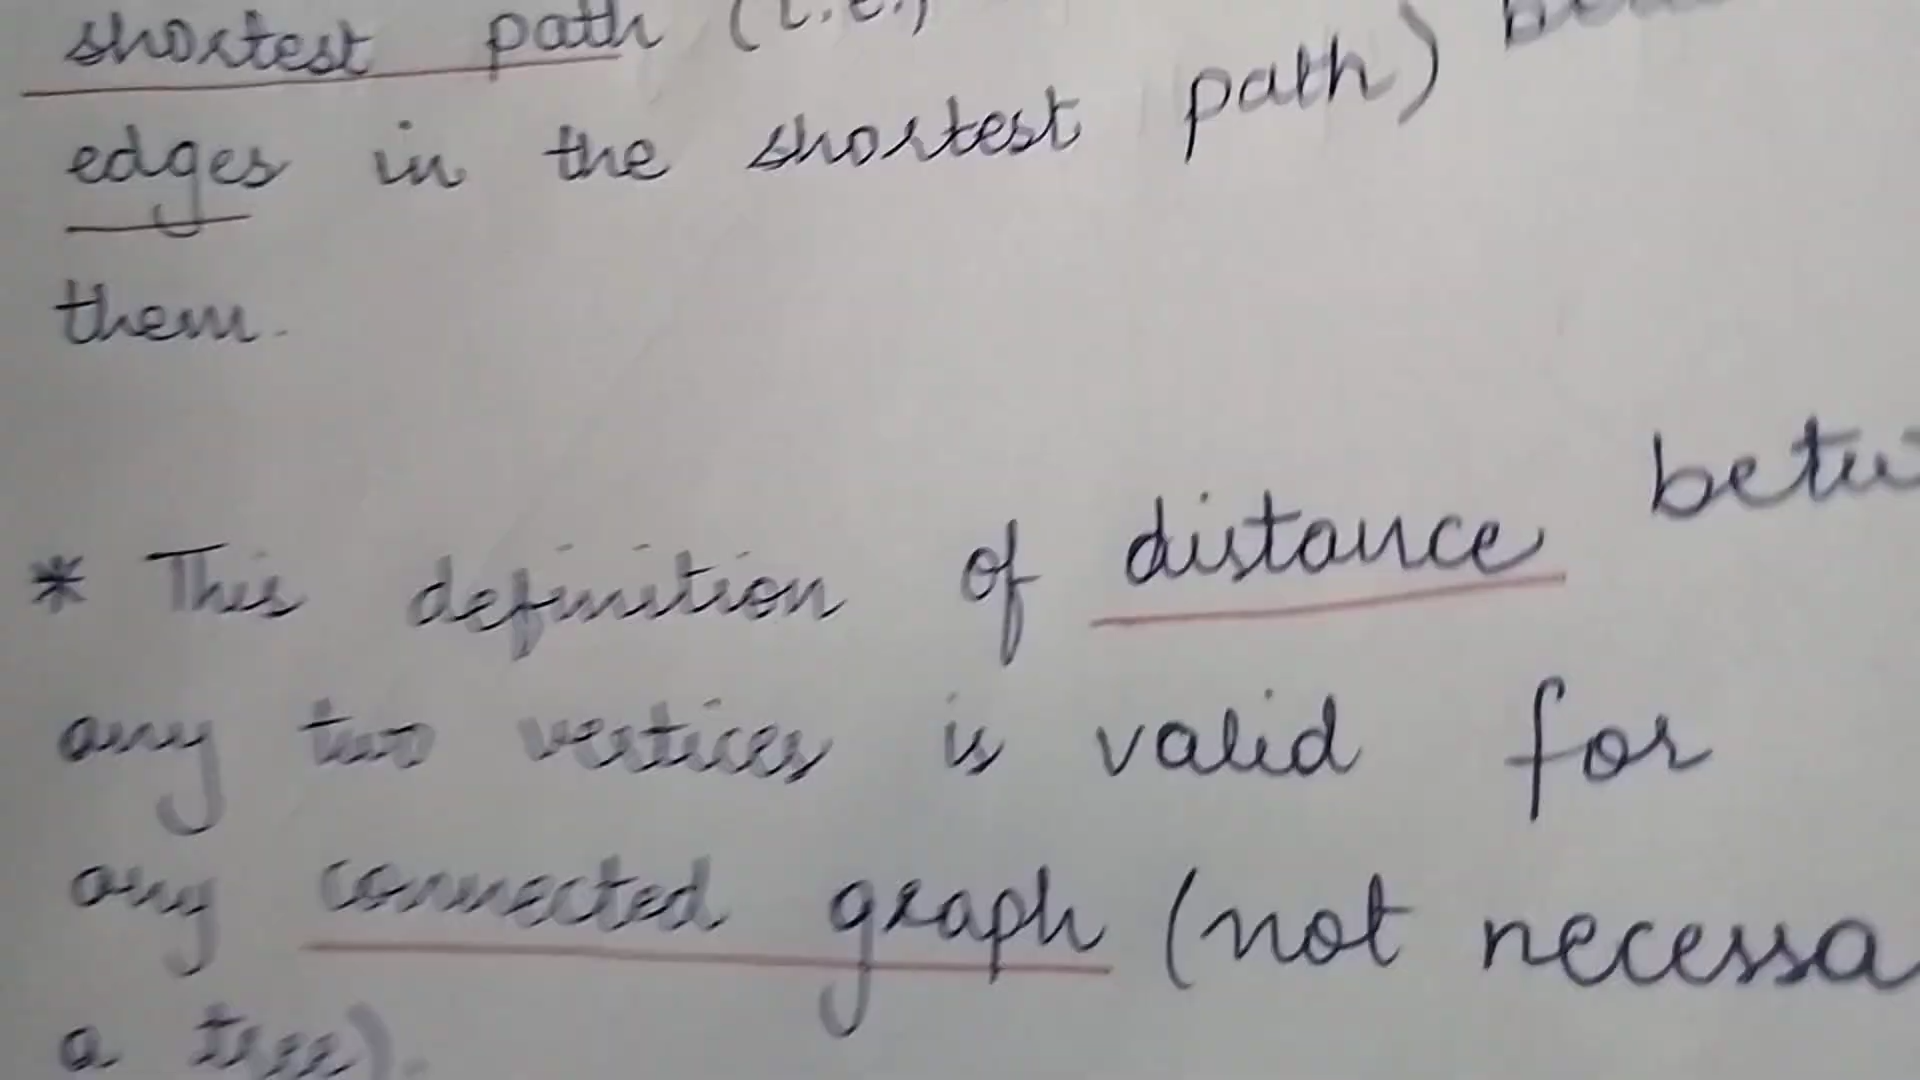 shortest path (i.e.,
edges in the shortest path)
them.
* This definition of distance betw
any two vertices is valid for
any connected graph (not necessa
a tree).